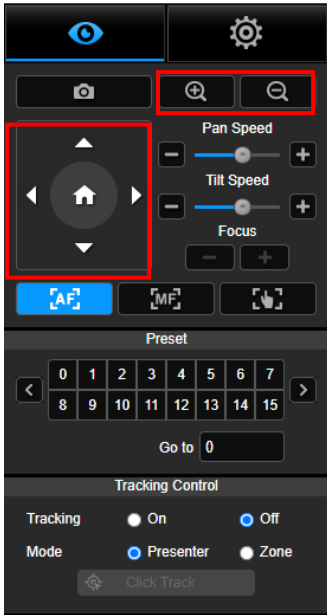 Pan Speed
Tilt Speed
Focus
AF
MF
Preset
0 1 2 3 4 5 6 7
8 9 10 11 12 13 14 15
Go to 0
Tracking Control
Tracking On Off
Mode Presenter Zone
Click Track